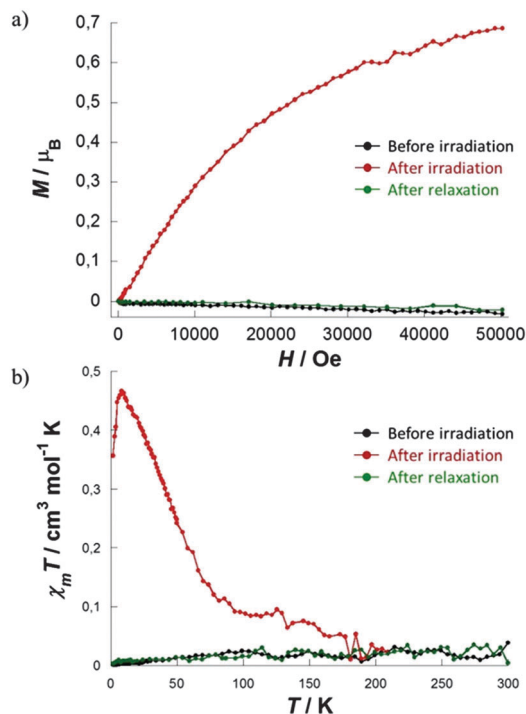 a)
0,7
0,6
0,5
0,4
0,3
0,2
0,1
0
M / μB
Before irradiation
After irradiation
After relaxation
0 10000 20000 30000 40000 50000
H / Oe
b)
0,5
0,4
0,3
0,2
0,1
0
χmT / cm³ mol⁻¹ K
Before irradiation
After irradiation
After relaxation
0 50 100 150 200 250 300
T / K